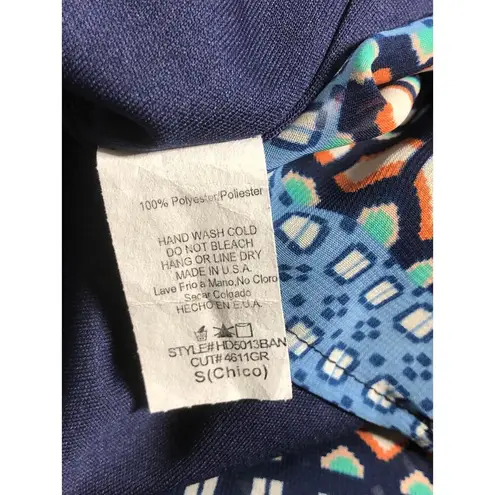 100% Polyester/Poliester
HAND WASH COLD
DO NOT BLEACH
HANG OR LINE DRY
MADE IN U.S.A.
Lave Frio a Mano,No Cloro
Secar Colgado
HECHO EN E.U.A.
STYLE#HD5013BAN
CUT#4611GR
S(Chico)